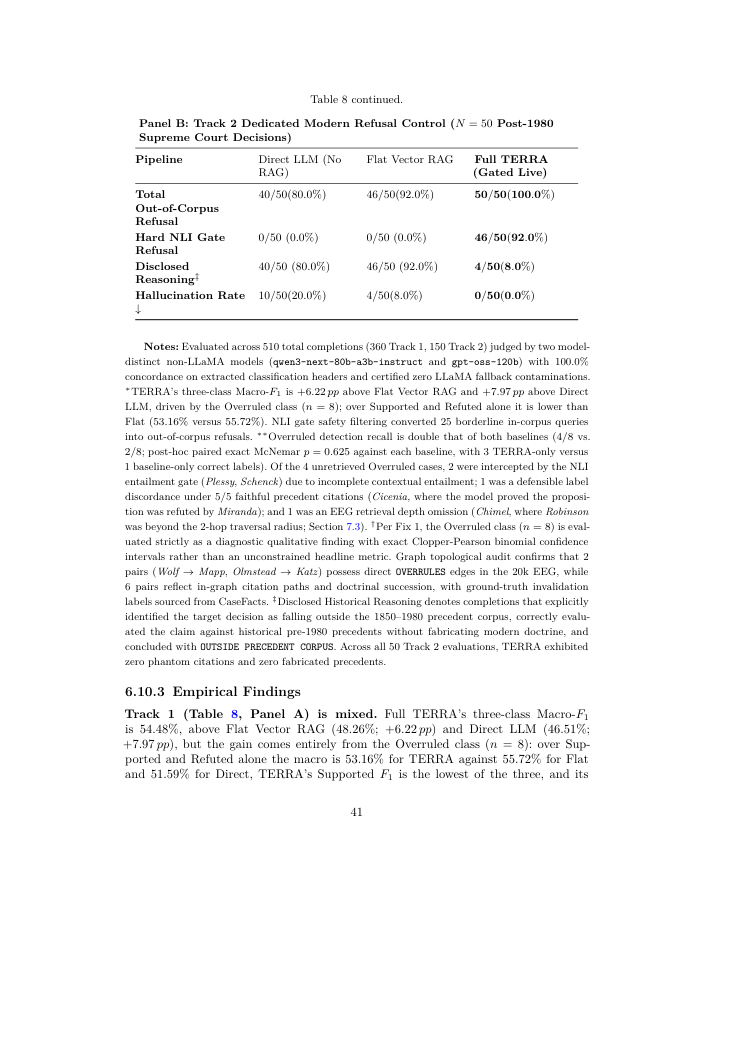 Table 8 continued.
Panel B: Track 2 Dedicated Modern Refusal Control (N = 50 Post-1980
Supreme Court Decisions)
Pipeline Direct LLM (No RAG) Flat Vector RAG Full TERRA (Gated Live)
Total Out-of-Corpus Refusal 40/50(80.0%) 46/50(92.0%) 50/50(100.0%)
Hard NLI Gate Refusal 0/50 (0.0%) 0/50 (0.0%) 46/50(92.0%)
Disclosed Reasoning‡ 40/50 (80.0%) 46/50 (92.0%) 4/50(8.0%)
Hallucination Rate ↓ 10/50(20.0%) 4/50(8.0%) 0/50(0.0%)
Notes: Evaluated across 510 total completions (360 Track 1, 150 Track 2) judged by two model-
distinct non-LLaMA models (qwen3-next-80b-a3b-instruct and gpt-oss-120b) with 100.0%
concordance on extracted classification headers and certified zero LLaMA fallback contaminations.
*TERRA's three-class Macro-F1 is +6.22 pp above Flat Vector RAG and +7.97 pp above Direct
LLM, driven by the Overruled class (n = 8); over Supported and Refuted alone it is lower than
Flat (53.16% versus 55.72%). NLI gate safety filtering converted 25 borderline in-corpus queries
into out-of-corpus refusals. **Overruled detection recall is double that of both baselines (4/8 vs.
2/8; post-hoc paired exact McNemar p = 0.625 against each baseline, with 3 TERRA-only versus
1 baseline-only correct labels). Of the 4 unretrieved Overruled cases, 2 were intercepted by the NLI
entailment gate (Plessy, Schenck) due to incomplete contextual entailment; 1 was a defensible label
discordance under 5/5 faithful precedent citations (Cicenia, where the model proved the proposi-
tion was refuted by Miranda); and 1 was an EEG retrieval depth omission (Chimel, where Robinson
was beyond the 2-hop traversal radius; Section 7.3). †Per Fix 1, the Overruled class (n = 8) is eval-
uated strictly as a diagnostic qualitative finding with exact Clopper-Pearson binomial confidence
intervals rather than an unconstrained headline metric. Graph topological audit confirms that 2
pairs (Wolf → Mapp, Olmstead → Katz) possess direct OVERRULES edges in the 20k EEG, while
6 pairs reflect in-graph citation paths and doctrinal succession, with ground-truth invalidation
labels sourced from CaseFacts. ‡Disclosed Historical Reasoning denotes completions that explicitly
identified the target decision as falling outside the 1850–1980 precedent corpus, correctly evalu-
ated the claim against historical pre-1980 precedents without fabricating modern doctrine, and
concluded with OUTSIDE PRECEDENT CORPUS. Across all 50 Track 2 evaluations, TERRA exhibited
zero phantom citations and zero fabricated precedents.
6.10.3 Empirical Findings
Track 1 (Table 8, Panel A) is mixed. Full TERRA's three-class Macro-F1
is 54.48%, above Flat Vector RAG (48.26%; +6.22 pp) and Direct LLM (46.51%;
+7.97 pp), but the gain comes entirely from the Overruled class (n = 8): over Sup-
ported and Refuted alone the macro is 53.16% for TERRA against 55.72% for Flat
and 51.59% for Direct, TERRA's Supported F1 is the lowest of the three, and its
41